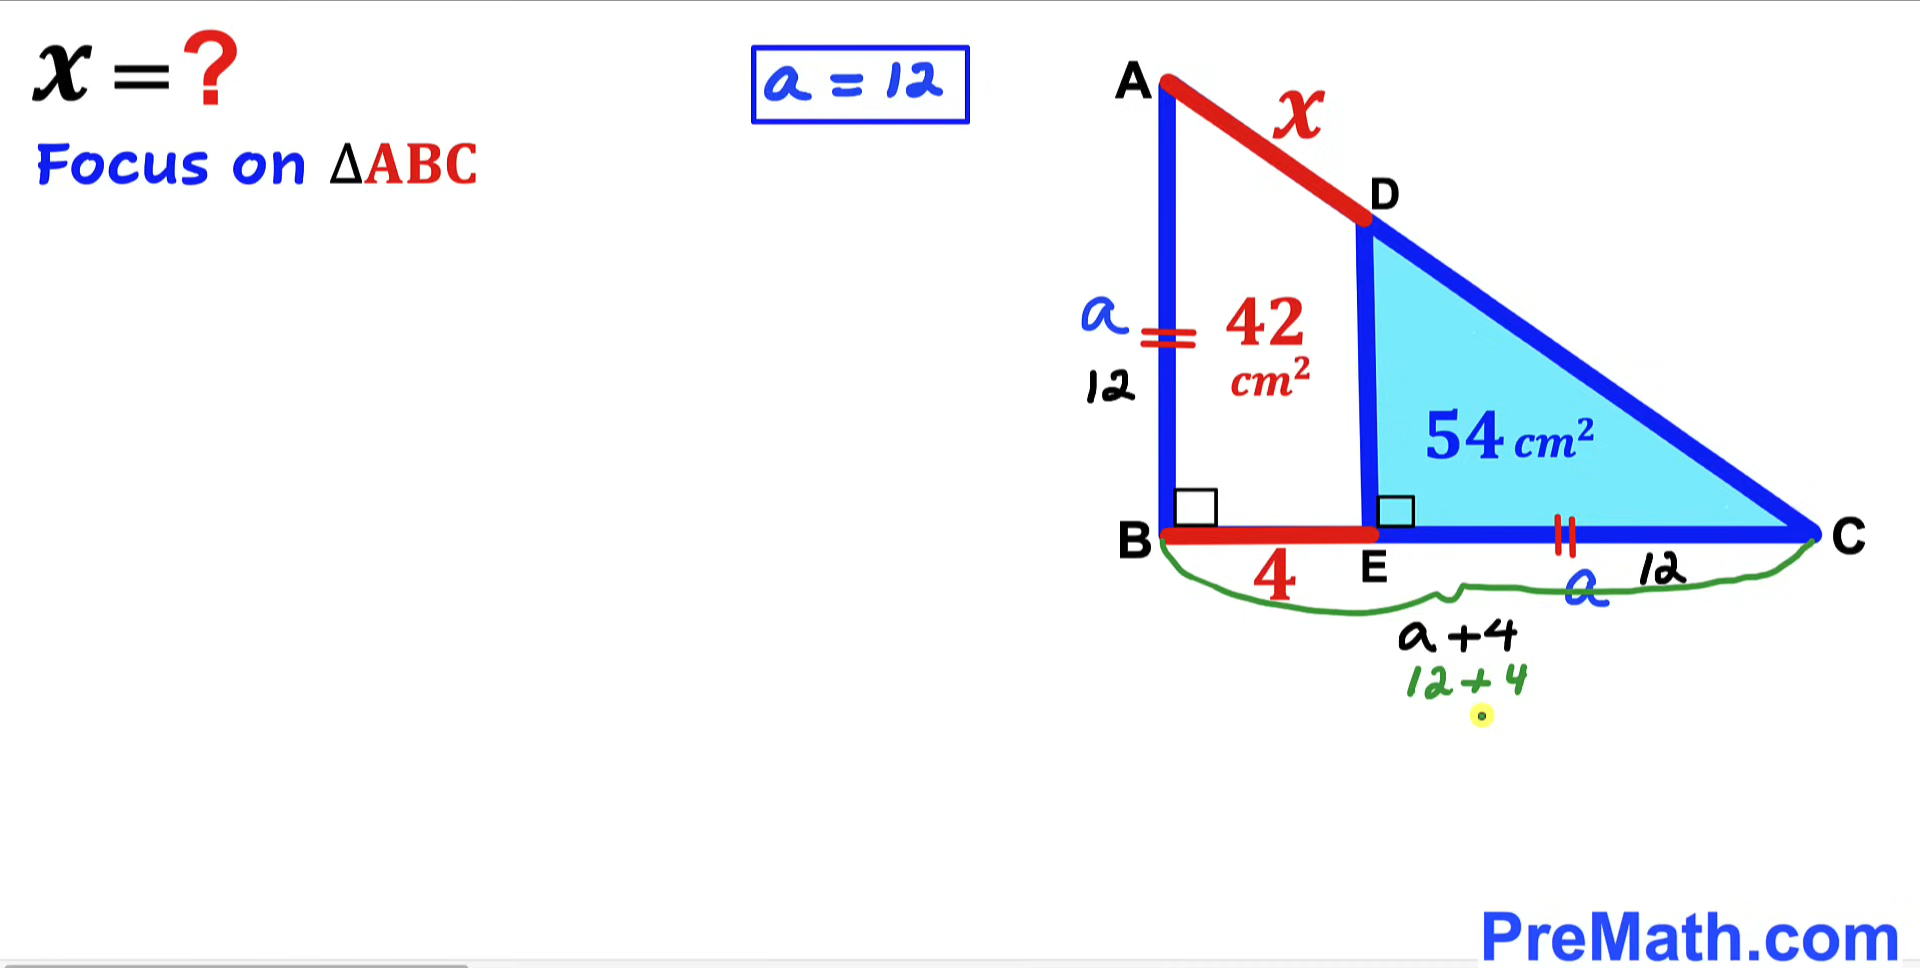 x = ?
a = 12
Focus on ΔABC
A
x
D
a
42
cm²
12
54 cm²
B
4
E
12
C
a
a + 4
12 + 4
PreMath.com